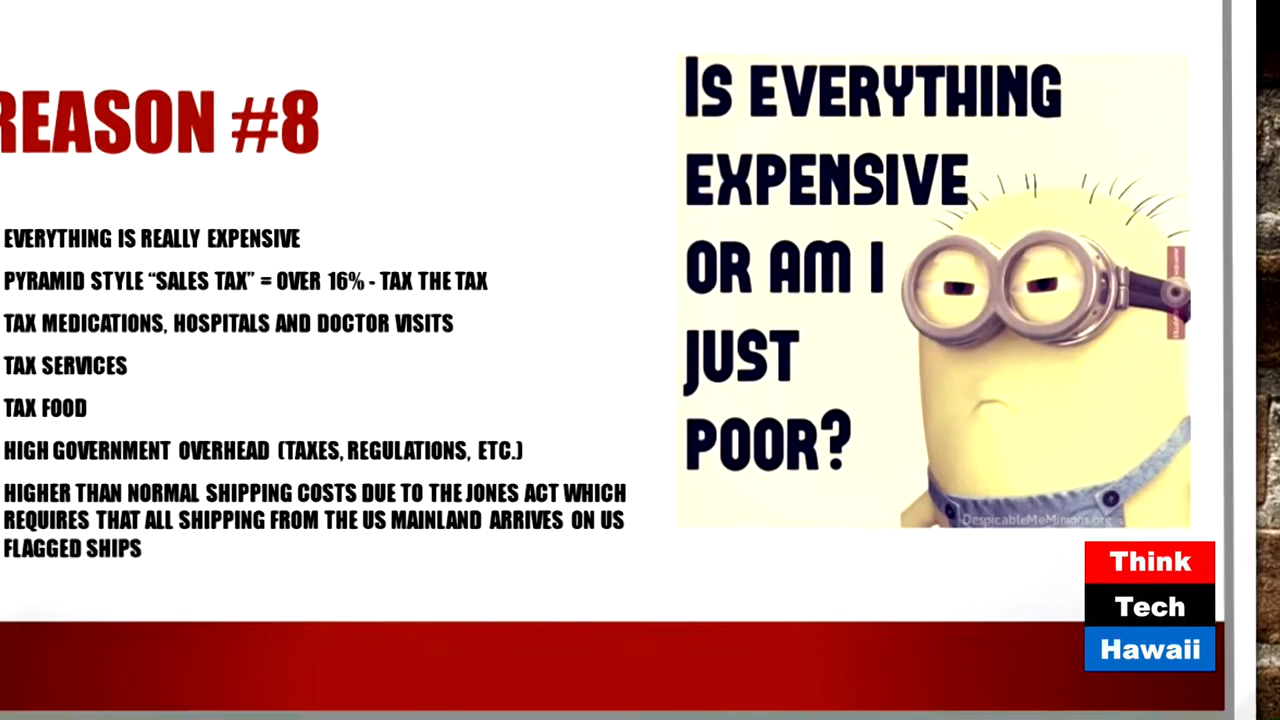 REASON #8
EVERYTHING IS REALLY EXPENSIVE
PYRAMID STYLE “SALES TAX” = OVER 16% - TAX THE TAX
TAX MEDICATIONS, HOSPITALS AND DOCTOR VISITS
TAX SERVICES
TAX FOOD
HIGH GOVERNMENT OVERHEAD (TAXES, REGULATIONS, ETC.)
HIGHER THAN NORMAL SHIPPING COSTS DUE TO THE JONES ACT WHICH
REQUIRES THAT ALL SHIPPING FROM THE US MAINLAND ARRIVES ON US
FLAGGED SHIPS
IS EVERYTHING
EXPENSIVE
OR AM I
JUST
POOR?
DespicableMeMinions.org
Think
Tech
Hawaii